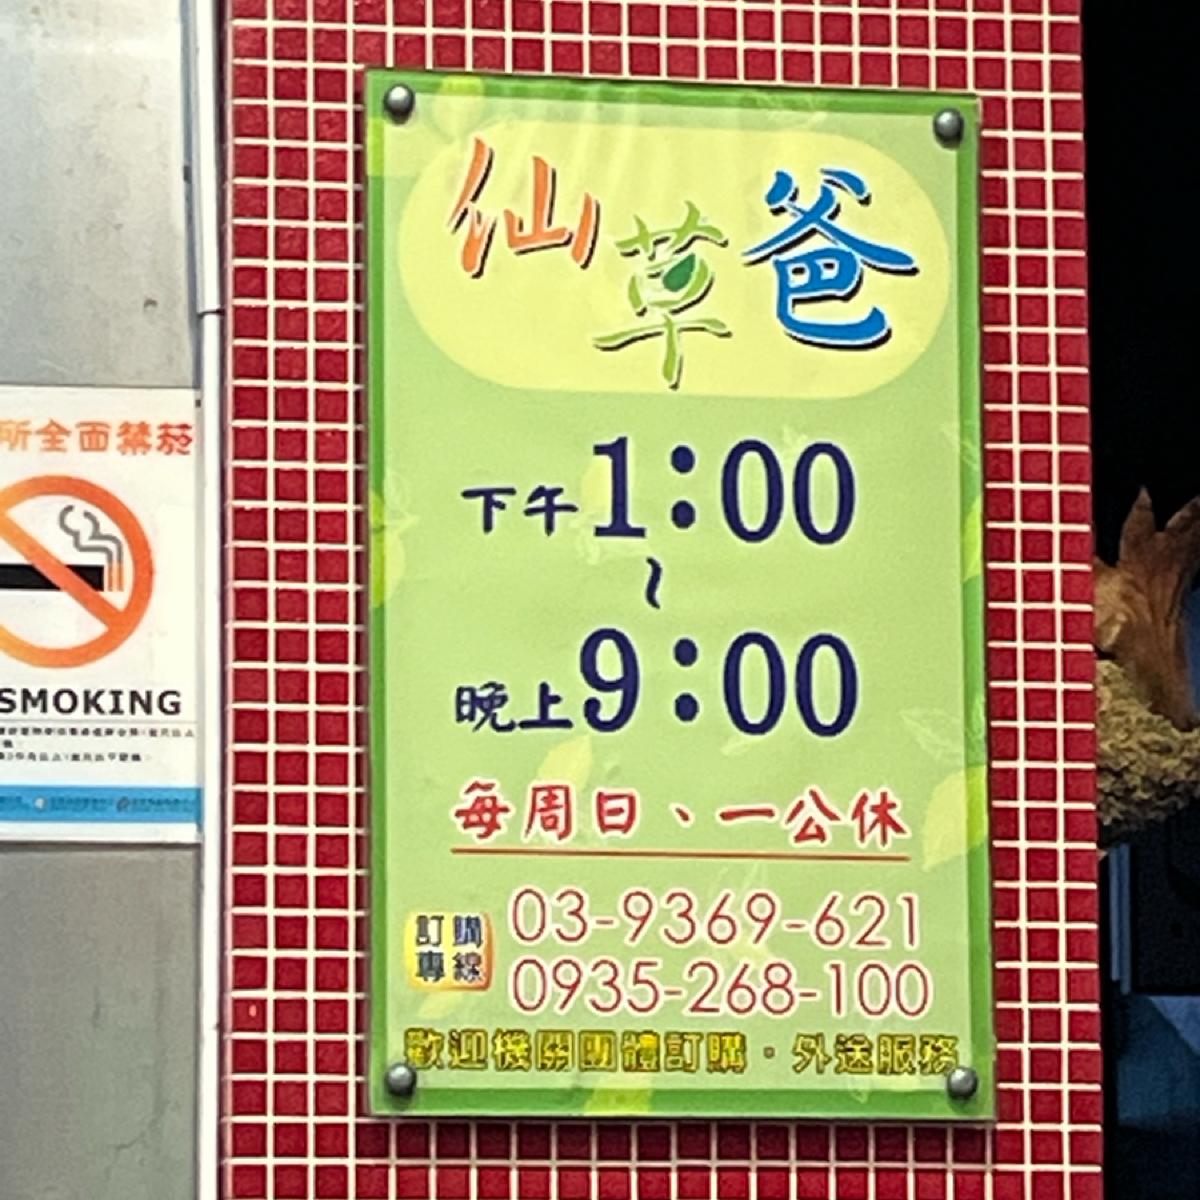 仙草爸
下午1:00
~
晚上9:00
每周日、一公休
訂購專線
03-9369-621
0935-268-100
歡迎機關團體訂購·外送服務
所全面禁菸
SMOKING